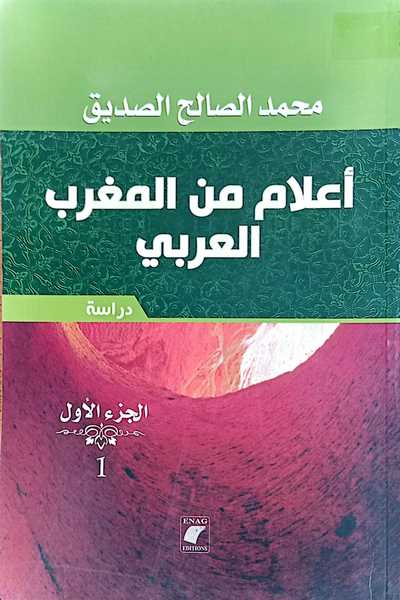 محمد الصالح الصديق
أعلام من المغرب
العربي
دراسة
الجزء الأول
1
ENAG
EDITIONS